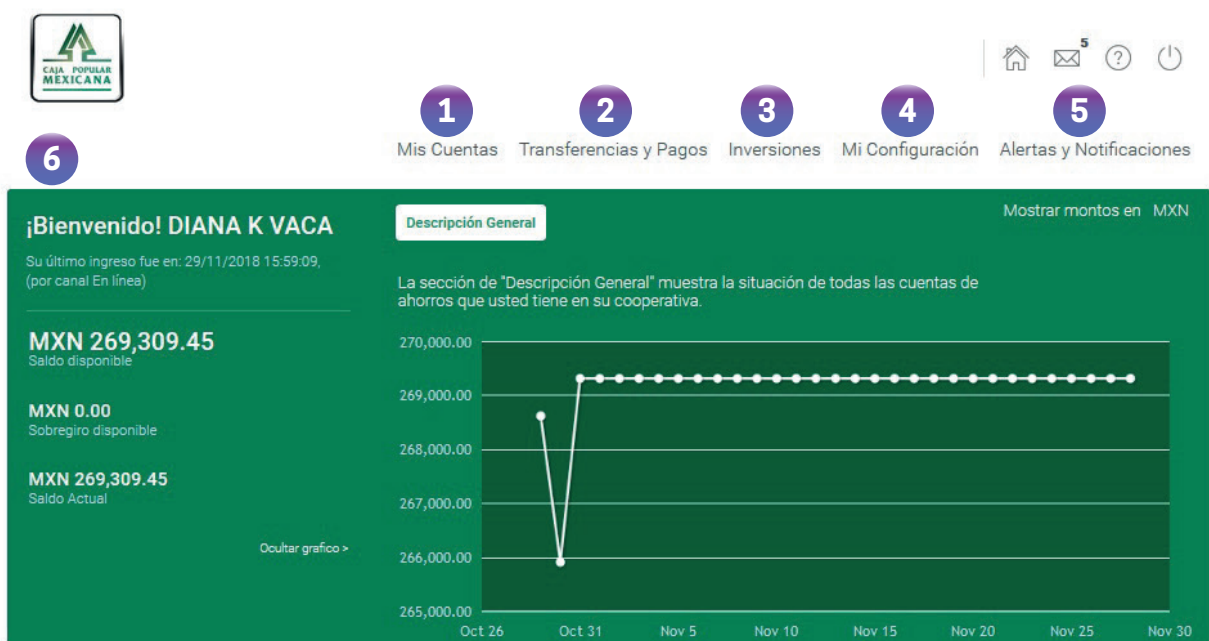 CAJA POPULAR
MEXICANA
5
1
2
3
4
5
Mis Cuentas
Transferencias y Pagos
Inversiones
Mi Configuración
Alertas y Notificaciones
6
¡Bienvenido! DIANA K VACA
Su último ingreso fue en: 29/11/2018 15:59:09,
(por canal En línea)
MXN 269,309.45
Saldo disponible
MXN 0.00
Sobregiro disponible
MXN 269,309.45
Saldo Actual
Ocultar grafico >
Descripción General
Mostrar montos en MXN
La sección de "Descripción General" muestra la situación de todas las cuentas de
ahorros que usted tiene en su cooperativa.
270,000.00
269,000.00
268,000.00
267,000.00
266,000.00
265,000.00
Oct 26
Oct 31
Nov 5
Nov 10
Nov 15
Nov 20
Nov 25
Nov 30